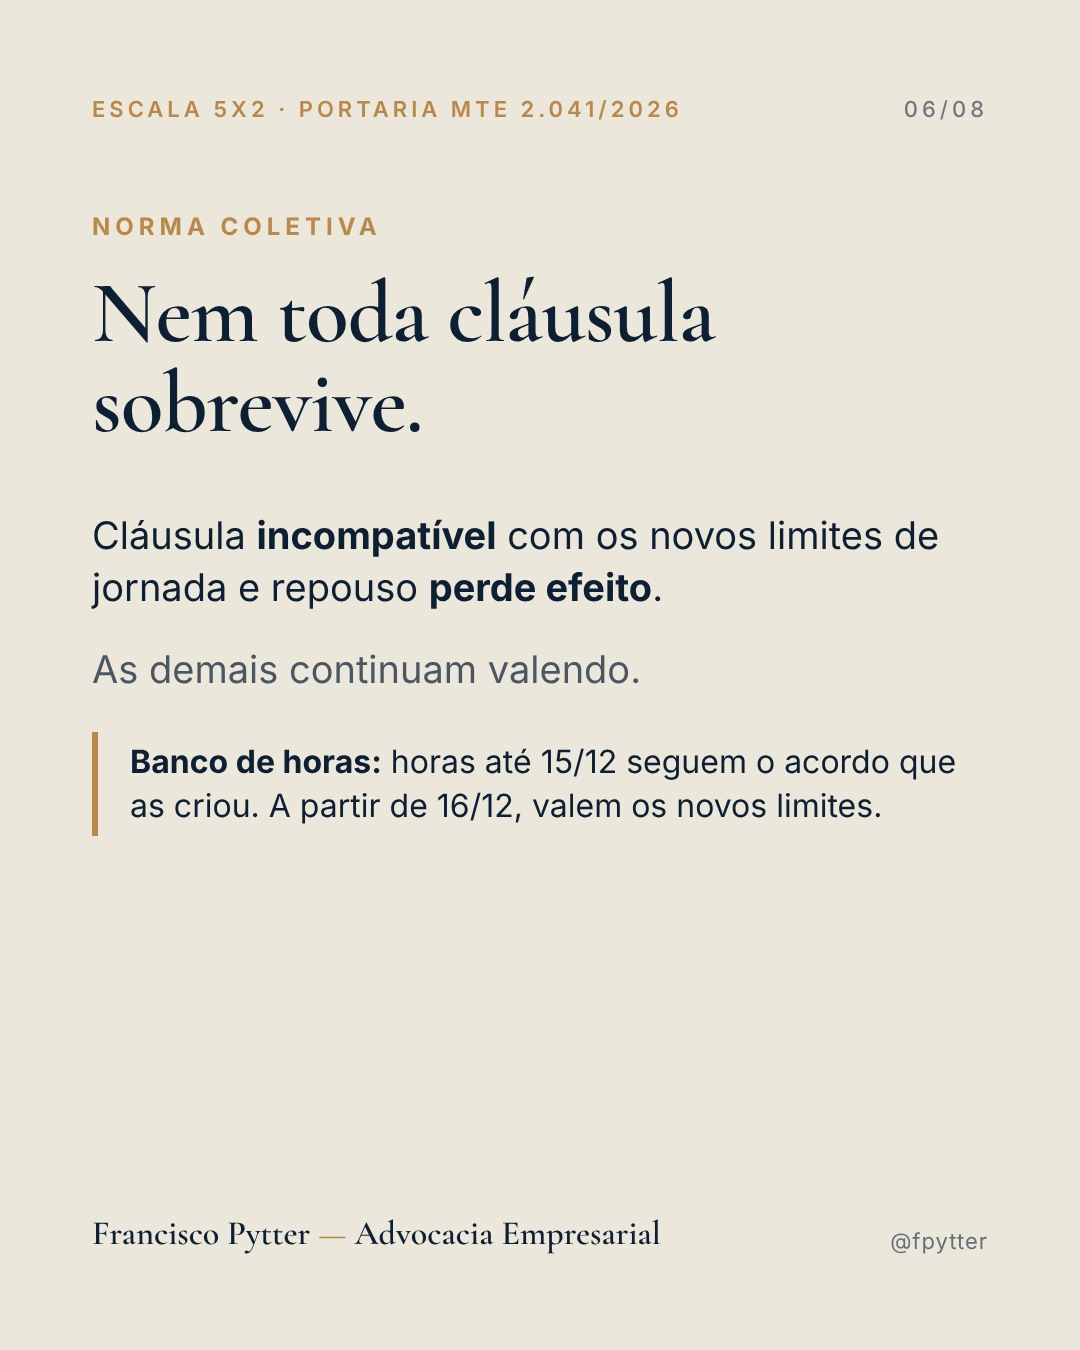 ESCALA 5X2 · PORTARIA MTE 2.041/2026 06/08
NORMA COLETIVA
Nem toda cláusula
sobrevive.
Cláusula incompatível com os novos limites de
jornada e repouso perde efeito.
As demais continuam valendo.
Banco de horas: horas até 15/12 seguem o acordo que
as criou. A partir de 16/12, valem os novos limites.
Francisco Pytter — Advocacia Empresarial @fpytter